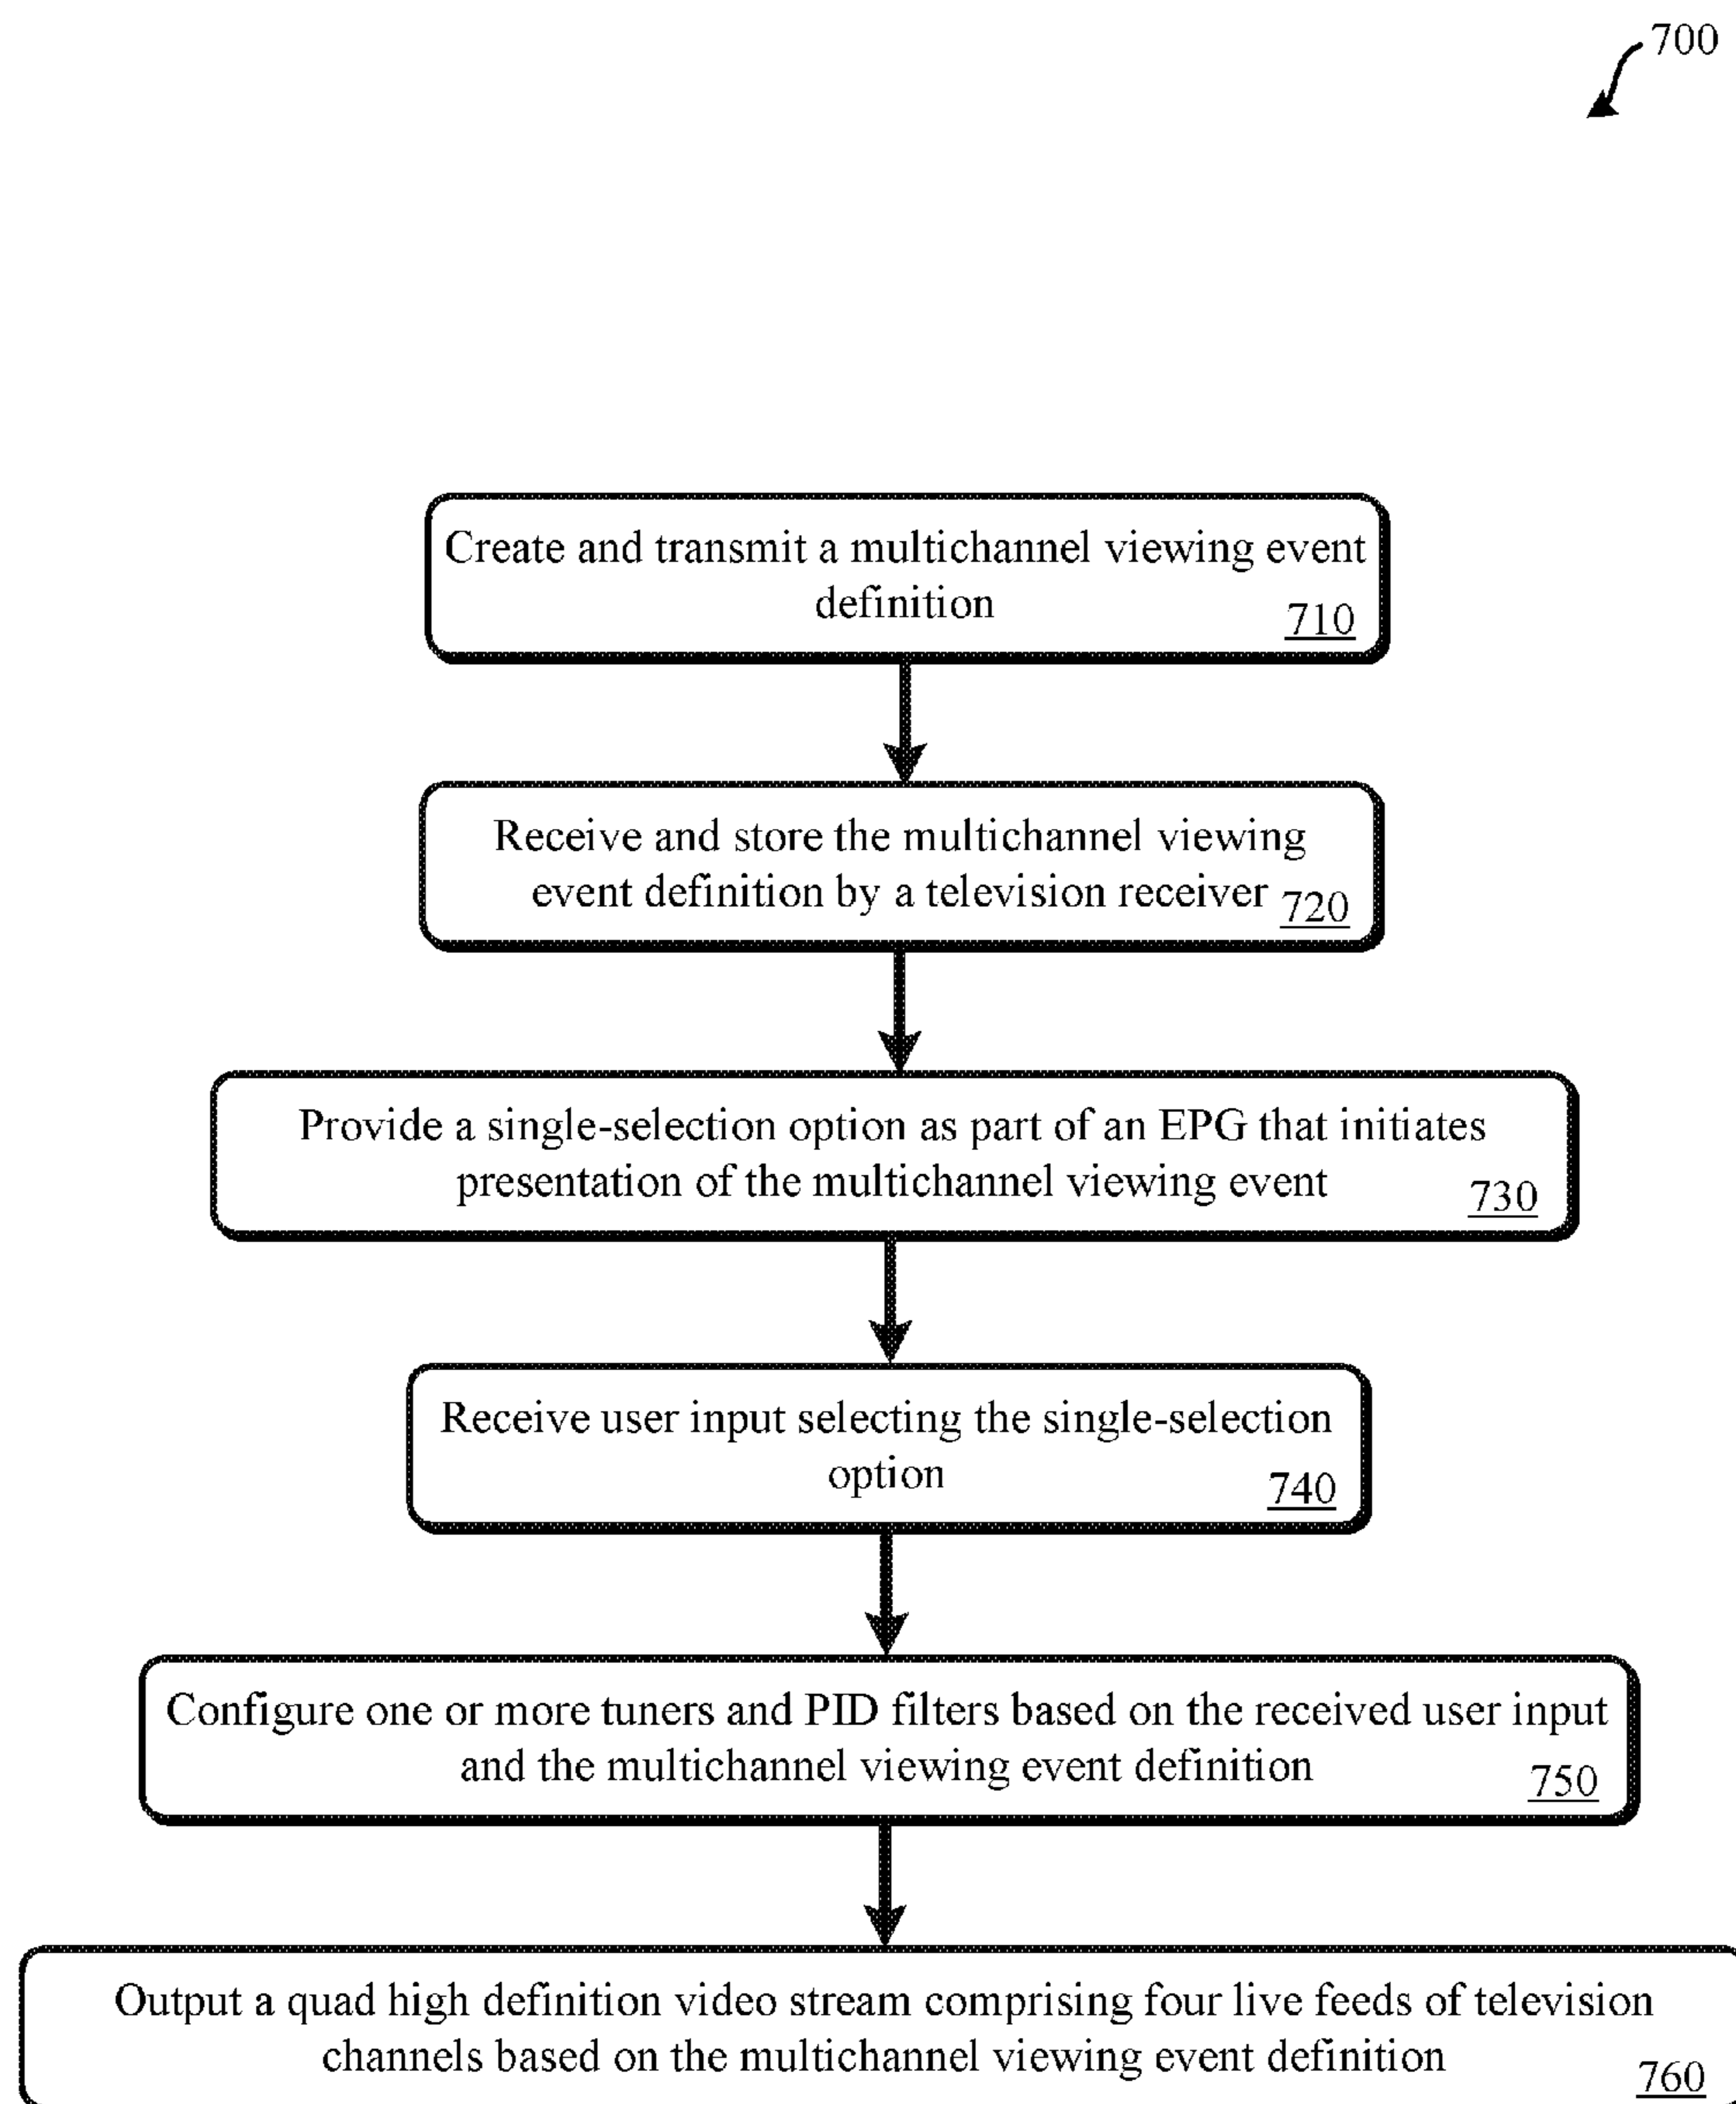 700
Create and transmit a multichannel viewing event
definition
710
Receive and store the multichannel viewing
event definition by a television receiver
720
Provide a single-selection option as part of an EPG that initiates
presentation of the multichannel viewing event
730
Receive user input selecting the single-selection
option
740
Configure one or more tuners and PID filters based on the received user input
and the multichannel viewing event definition
750
Output a quad high definition video stream comprising four live feeds of television
channels based on the multichannel viewing event definition
760